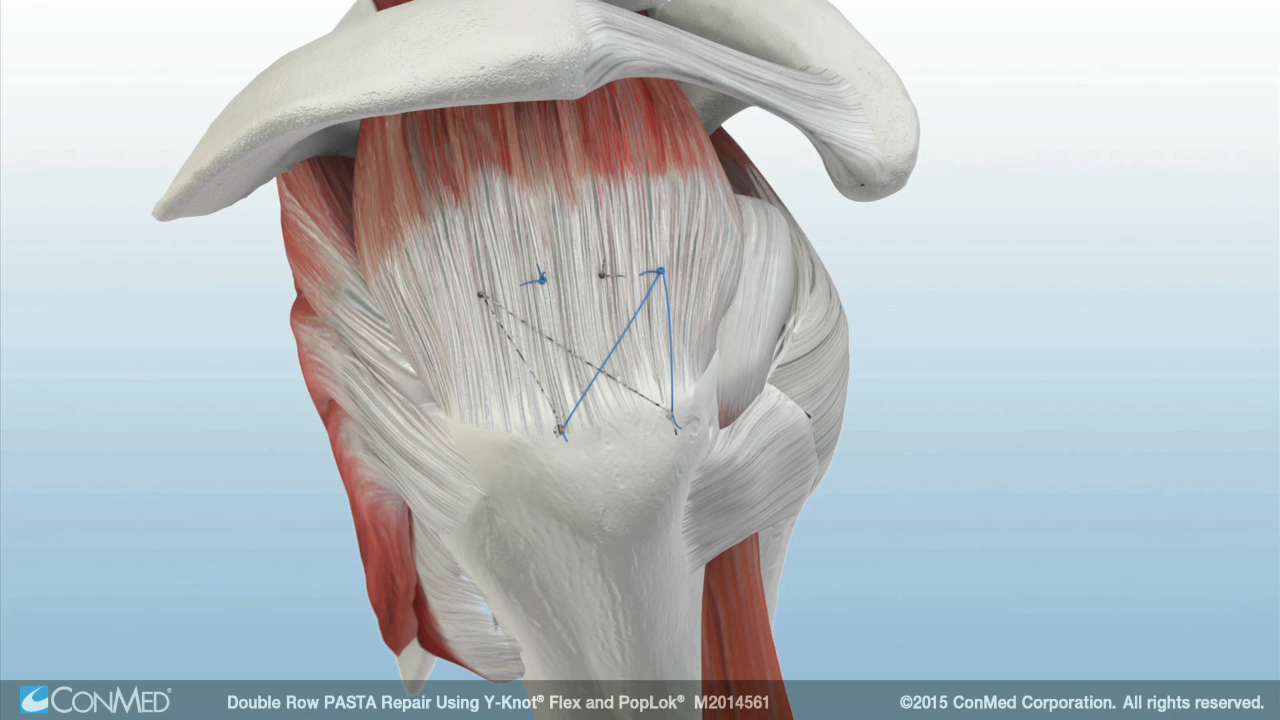 CONMED®
Double Row PASTA Repair Using Y-Knot® Flex and PopLok® M2014561
©2015 ConMed Corporation. All rights reserved.